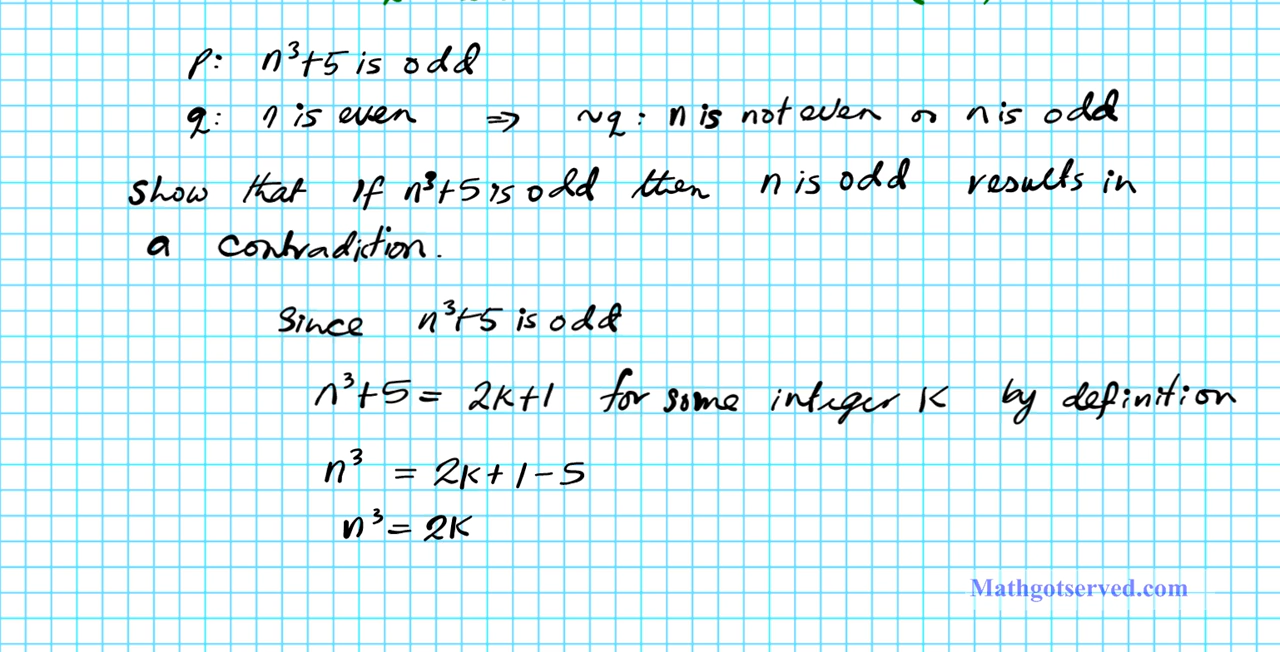 p: n³+5 is odd
q: n is even ⇒ ~q: n is not even or n is odd
show that If n³+5 is odd then n is odd results in
a contradiction.
Since n³+5 is odd
n³+5 = 2k+1 for some integer K by definition
n³ = 2k+1-5
n³ = 2K
Mathgotserved.com